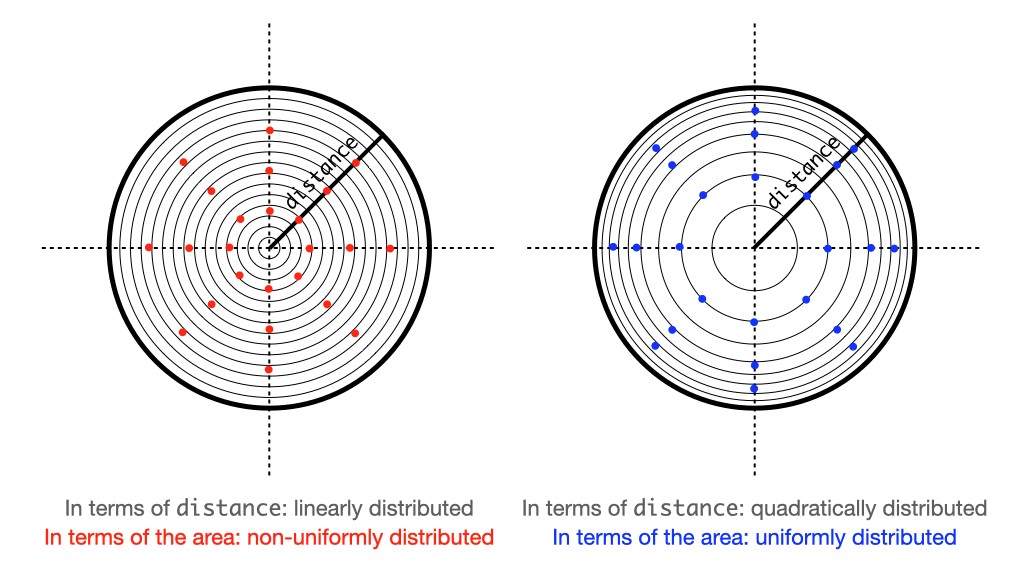 distance
distance
In terms of distance: linearly distributed
In terms of the area: non-uniformly distributed
In terms of distance: quadratically distributed
In terms of the area: uniformly distributed